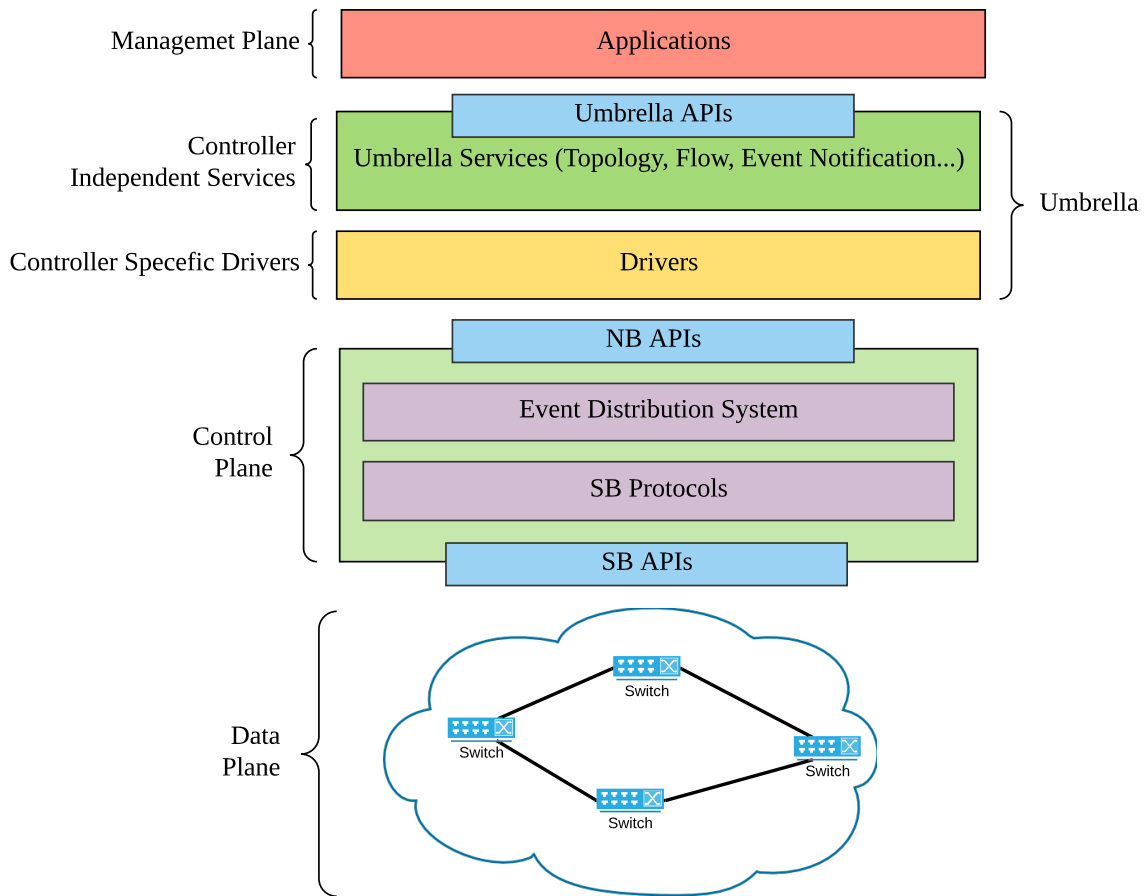 Managemet Plane
Applications
Umbrella APIs
Controller
Independent Services
Umbrella Services (Topology, Flow, Event Notification...)
Umbrella
Controller Specefic Drivers
Drivers
NB APIs
Event Distribution System
Control
Plane
SB Protocols
SB APIs
Switch
Data
Plane
Switch
Switch
Switch